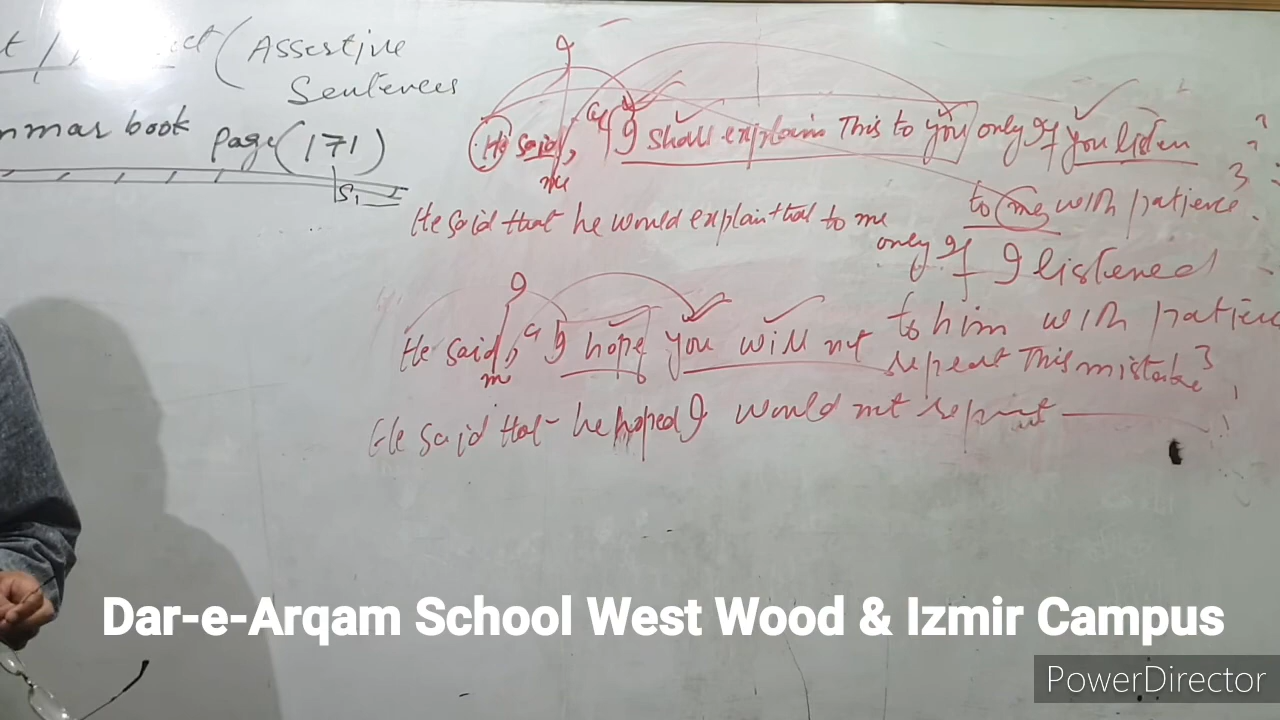 Assertive
Sentences
book page (171)
He said, "I shall explain This to you only if you listen
me
to me with patience."
He said that he would explain that to me
only if I listened
to him with patienc
He said, "I hope you will not
repeat This mistake"
m
He said that he hoped I would not repeat
Dar-e-Arqam School West Wood & Izmir Campus
PowerDirector